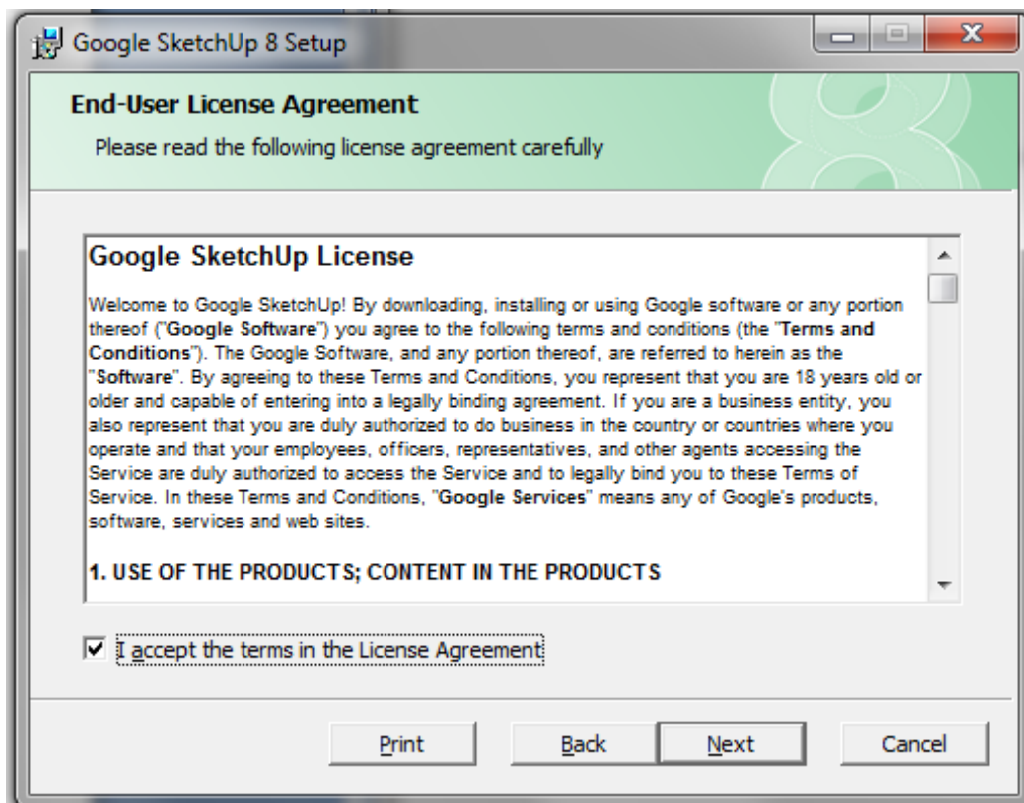 Google SketchUp 8 Setup
End-User License Agreement
Please read the following license agreement carefully
Google SketchUp License
Welcome to Google SketchUp! By downloading, installing or using Google software or any portion
thereof ("Google Software") you agree to the following terms and conditions (the "Terms and
Conditions"). The Google Software, and any portion thereof, are referred to herein as the
"Software". By agreeing to these Terms and Conditions, you represent that you are 18 years old or
older and capable of entering into a legally binding agreement. If you are a business entity, you
also represent that you are duly authorized to do business in the country or countries where you
operate and that your employees, officers, representatives, and other agents accessing the
Service are duly authorized to access the Service and to legally bind you to these Terms of
Service. In these Terms and Conditions, "Google Services" means any of Google's products,
software, services and web sites.
1. USE OF THE PRODUCTS; CONTENT IN THE PRODUCTS
I accept the terms in the License Agreement
Print Back Next Cancel